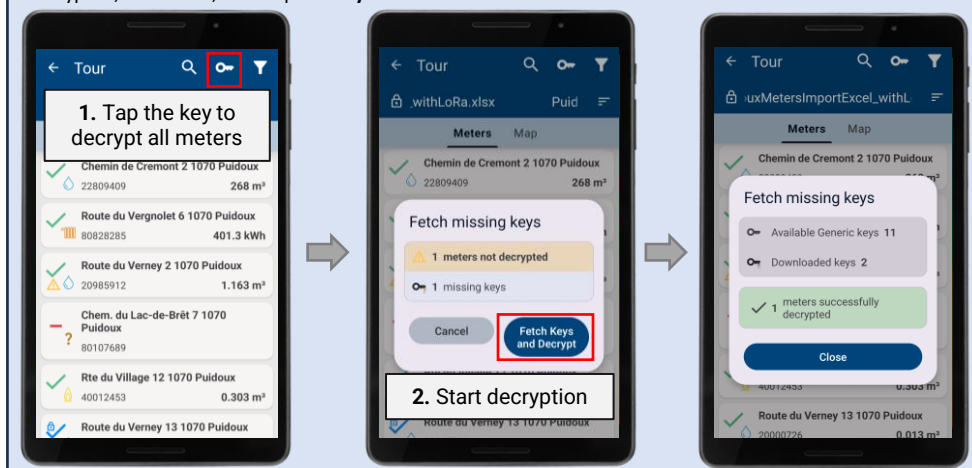 Tour
1. Tap the key to
decrypt all meters
Chemin de Cremont 2 1070 Puidoux
22809409 268 m³
Route du Vergnolet 6 1070 Puidoux
80828285 401.3 kWh
Route du Verney 2 1070 Puidoux
20985912 1.163 m³
Chem. du Lac-de-Brêt 7 1070
Puidoux
? 80107689
Rte du Village 12 1070 Puidoux
40012453 0.303 m³
Route du Verney 13 1070 Puidoux
Tour
_withLoRa.xlsx Puid
Meters Map
Chemin de Cremont 2 1070 Puidoux
22809409 268 m³
Fetch missing keys
1 meters not decrypted
1 missing keys
Cancel
Fetch Keys
and Decrypt
2. Start decryption
Route du Verney 13 1070 Puidoux
Tour
uxMetersImportExcel_withL
Meters Map
Chemin de Cremont 2 1070 Puidoux
Fetch missing keys
Available Generic keys 11
Downloaded keys 2
1 meters successfully
decrypted
Close
40012453 0.303 m³
Route du Verney 13 1070 Puidoux
20000726 0.013 m³